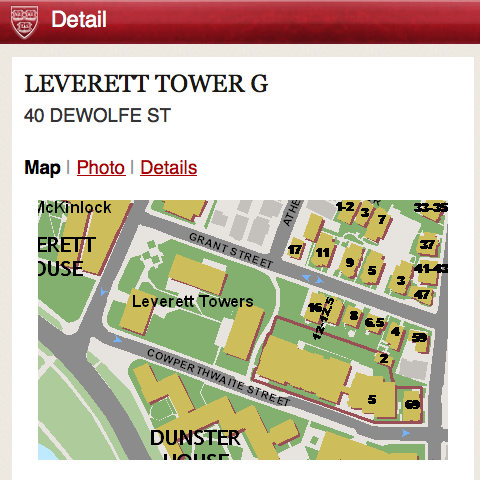 Detail
LEVERETT TOWER G
40 DEWOLFE ST
Map | Photo | Details
McKinlock
ERETT
OUSE
ATHE
1-2
3
7
33-35
GRANT STREET
17
11
9
5
37
41-43
3
47
Leverett Towers
16
12-12.5
8
6.5
4
59
2
COWPERTHWAITE STREET
5
69
DUNSTER
HOUSE